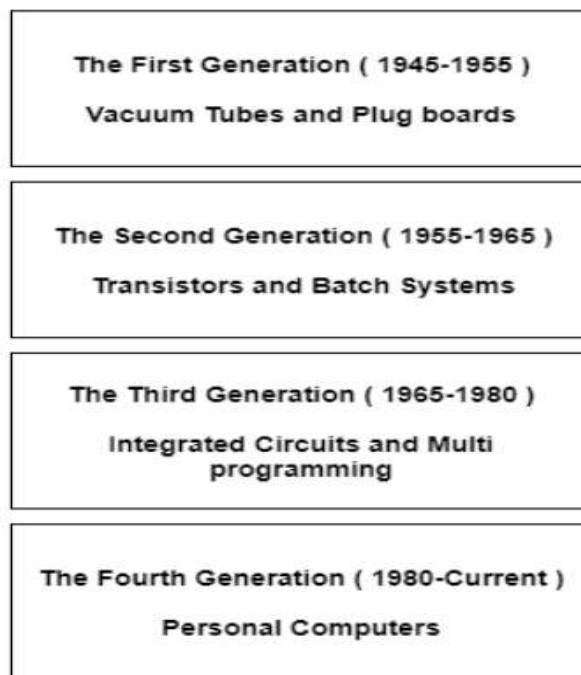 The First Generation ( 1945-1955 )
Vacuum Tubes and Plug boards
The Second Generation ( 1955-1965 )
Transistors and Batch Systems
The Third Generation ( 1965-1980 )
Integrated Circuits and Multi
programming
The Fourth Generation ( 1980-Current )
Personal Computers